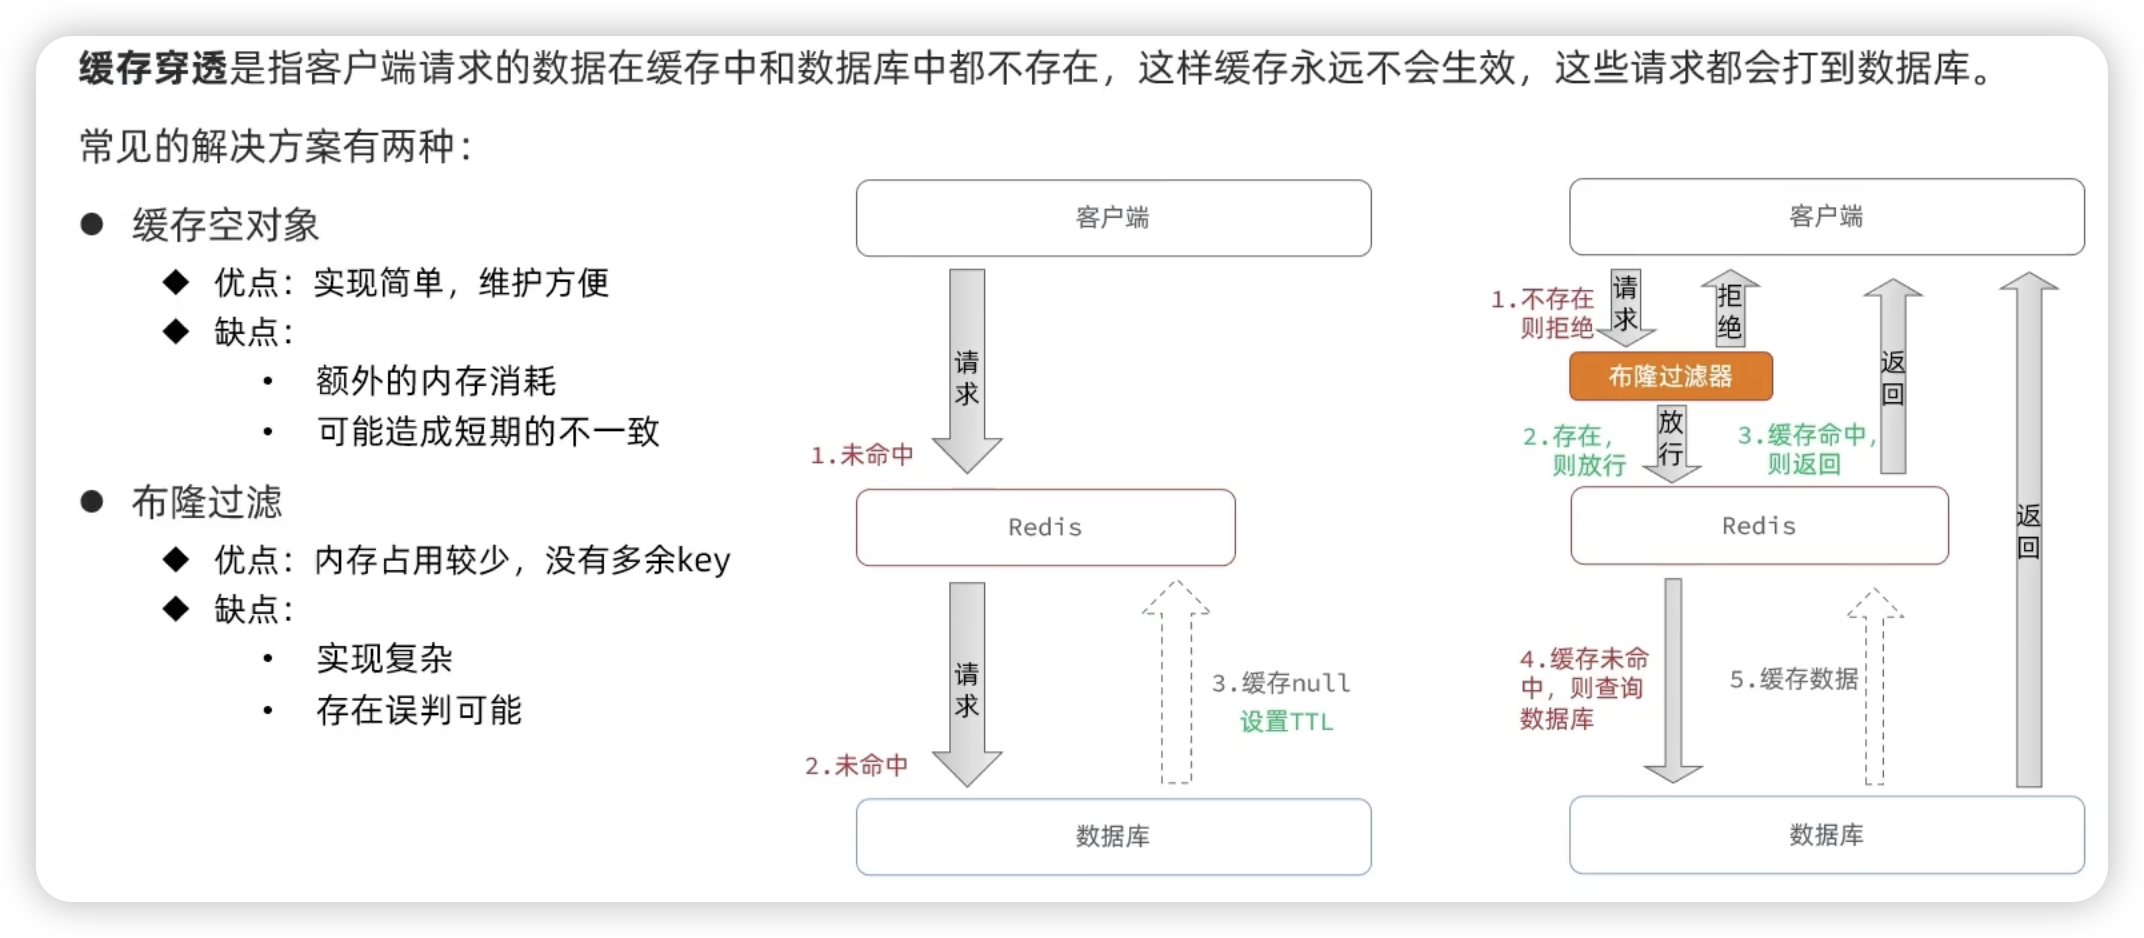 缓存穿透是指客户端请求的数据在缓存中和数据库中都不存在，这样缓存永远不会生效，这些请求都会打到数据库。
常见的解决方案有两种：
● 缓存空对象
◆ 优点：实现简单，维护方便
◆ 缺点：
• 额外的内存消耗
• 可能造成短期的不一致
● 布隆过滤
◆ 优点：内存占用较少，没有多余key
◆ 缺点：
• 实现复杂
• 存在误判可能
客户端
请
求
1.未命中
Redis
请
求
2.未命中
3.缓存null
设置TTL
数据库
客户端
1.不存在
则拒绝
请
求
拒
绝
布隆过滤器
2.存在，
则放行
放
行
3.缓存命中，
则返回
返
回
Redis
返
回
4.缓存未命
中，则查询
数据库
5.缓存数据
数据库